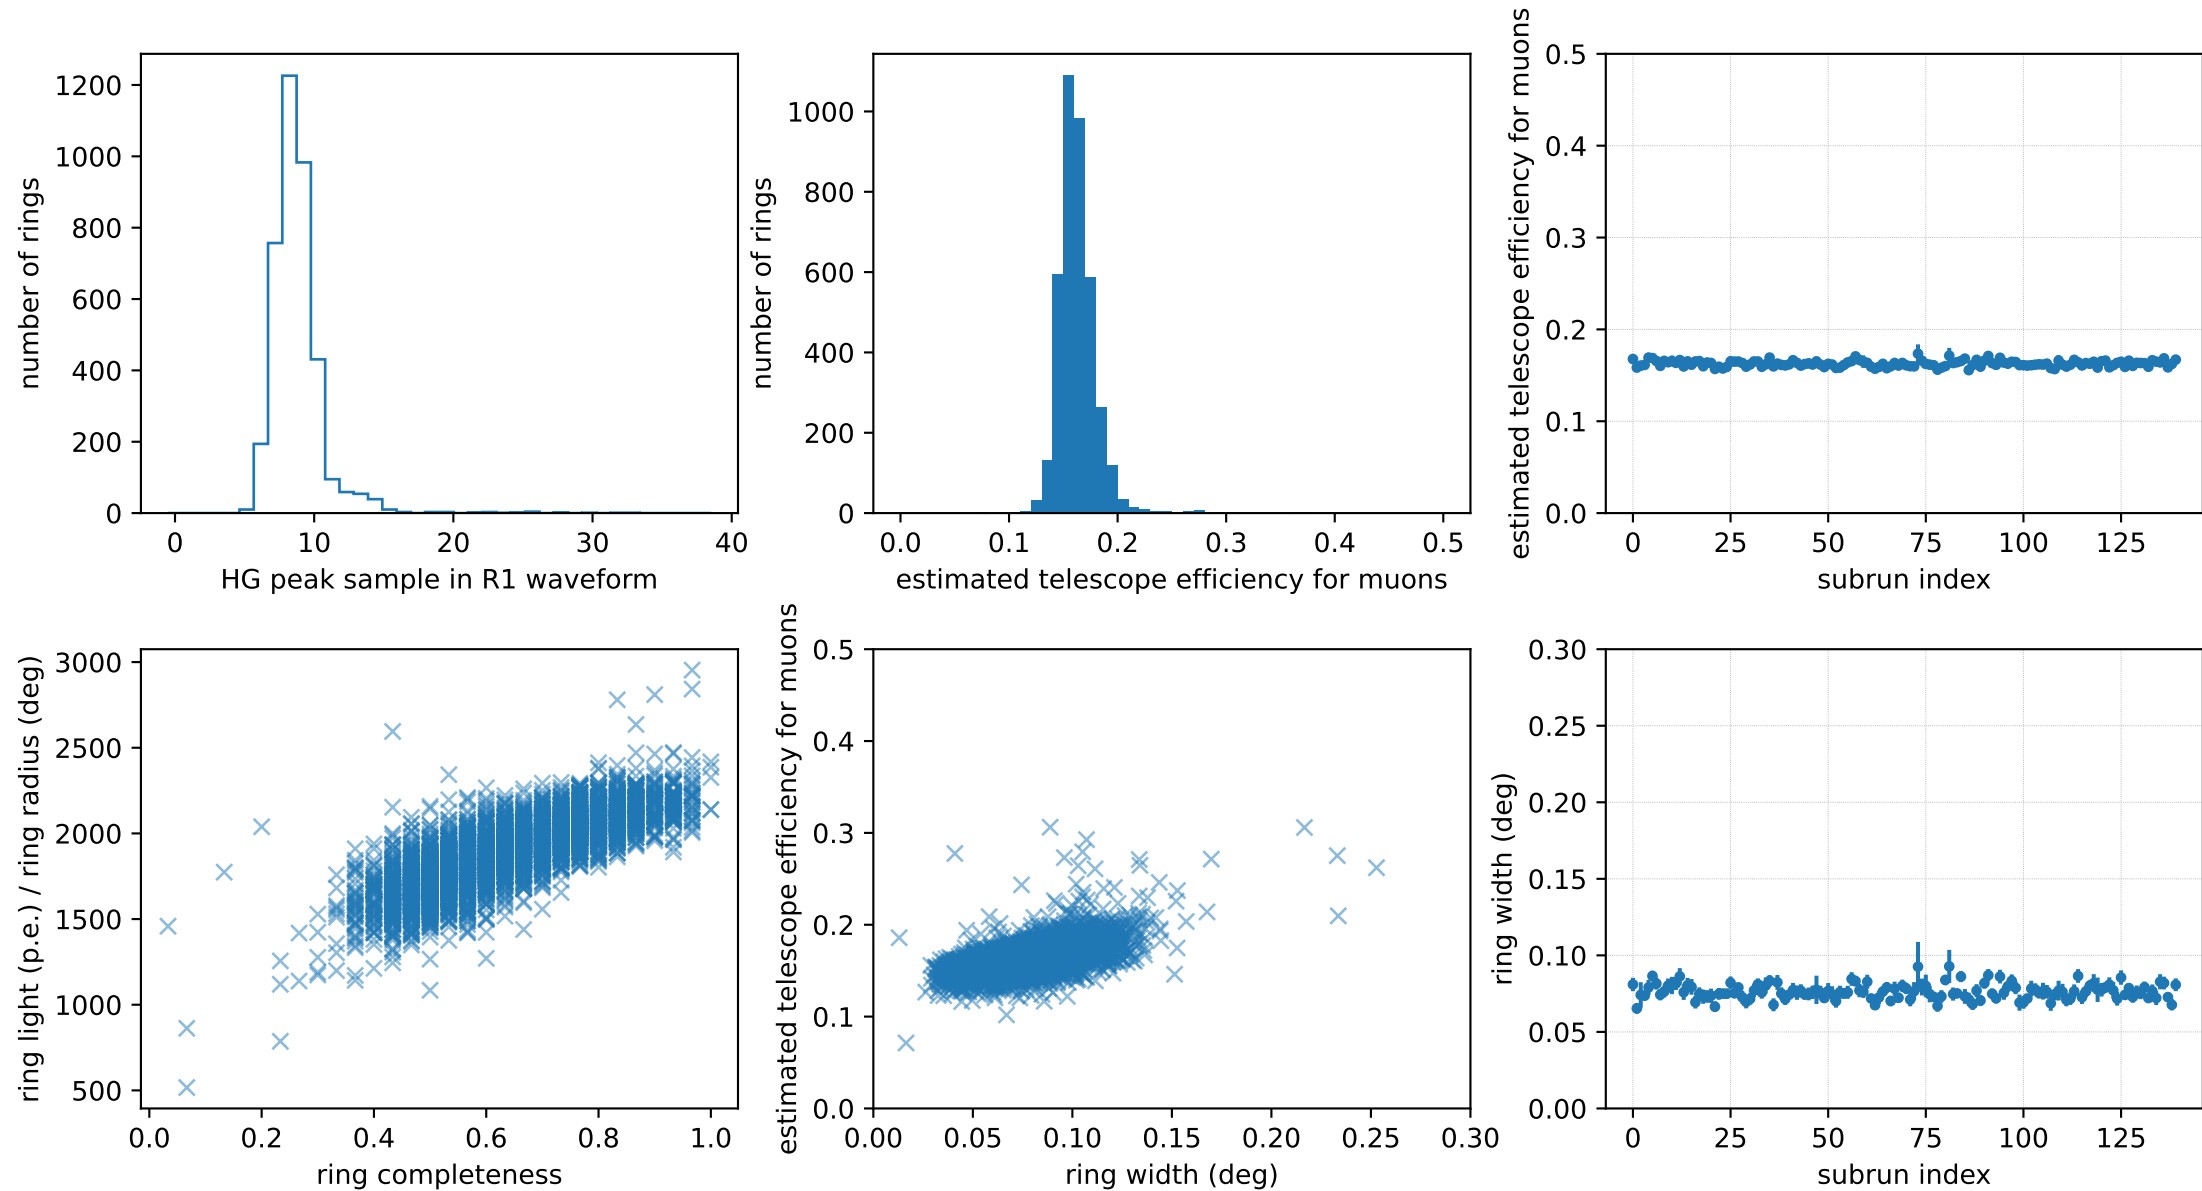 1200
1000
800
600
400
200
0
number of rings
0 10 20 30 40
HG peak sample in R1 waveform
1000
800
600
400
200
0
number of rings
0.0 0.1 0.2 0.3 0.4 0.5
estimated telescope efficiency for muons
0.5
0.4
0.3
0.2
0.1
0.0
estimated telescope efficiency for muons
0 25 50 75 100 125
subrun index
3000
2500
2000
1500
1000
500
ring light (p.e.) / ring radius (deg)
0.0 0.2 0.4 0.6 0.8 1.0
ring completeness
0.5
0.4
0.3
0.2
0.1
0.0
estimated telescope efficiency for muons
0.00 0.05 0.10 0.15 0.20 0.25 0.30
ring width (deg)
0.30
0.25
0.20
0.15
0.10
0.05
0.00
ring width (deg)
0 25 50 75 100 125
subrun index